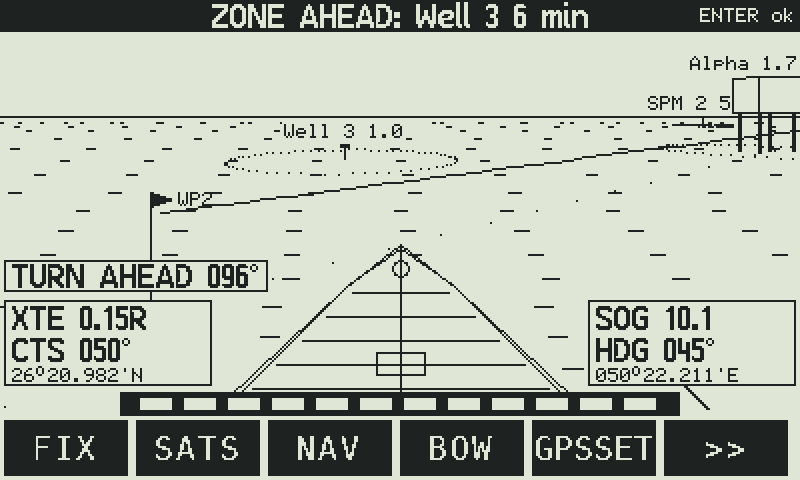 ZONE AHEAD: Well 3 6 min
ENTER ok
Alpha 1.7
SPM 2 5
Well 3 1.0
WP2
TURN AHEAD 096°
XTE 0.15R
CTS 050°
26°20.982'N
SOG 10.1
HDG 045°
050°22.211'E
FIX
SATS
NAV
BOW
GPSSET
>>